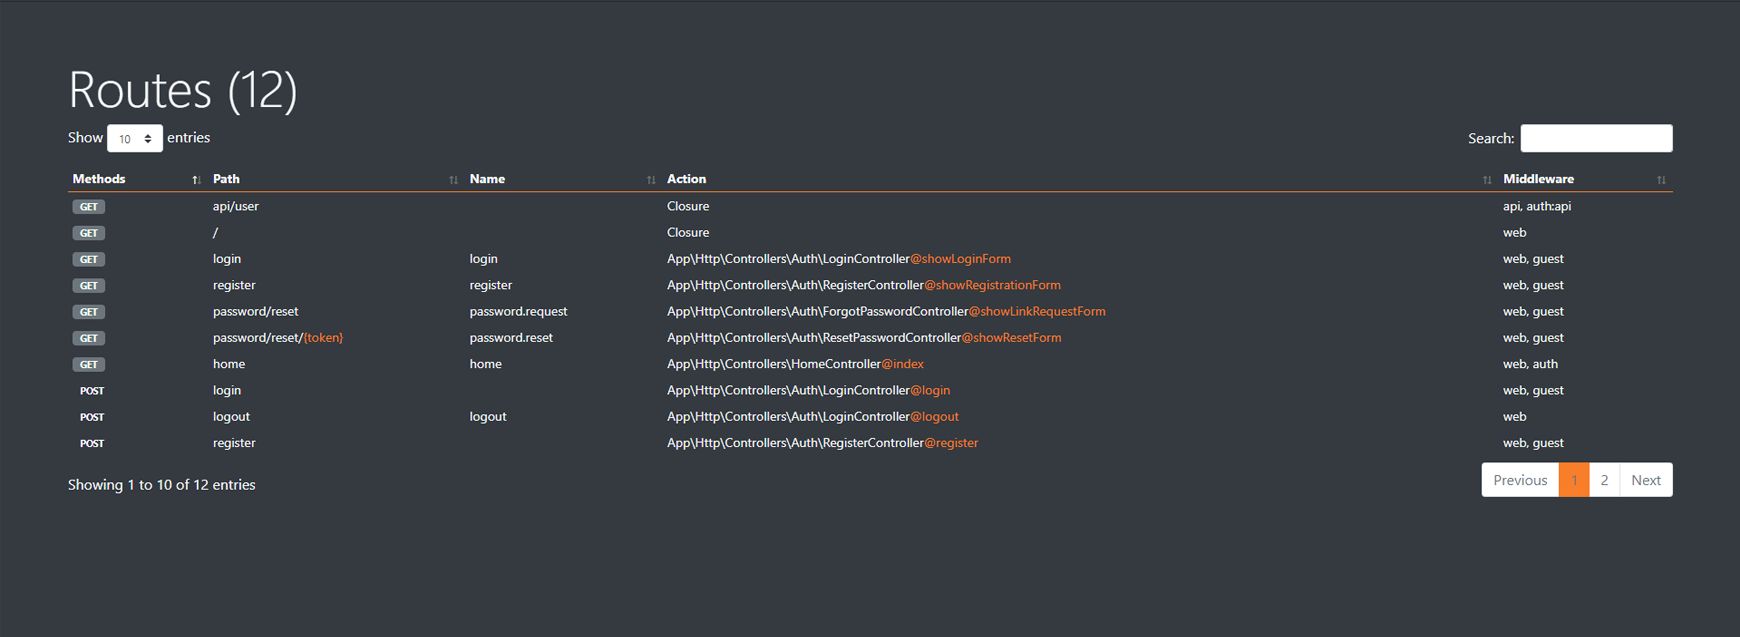 Routes (12)
Show 10 entries Search:
Methods Path Name Action Middleware
GET api/user Closure api, auth:api
GET / Closure web
GET login login App\Http\Controllers\Auth\LoginController@showLoginForm web, guest
GET register register App\Http\Controllers\Auth\RegisterController@showRegistrationForm web, guest
GET password/reset password.request App\Http\Controllers\Auth\ForgotPasswordController@showLinkRequestForm web, guest
GET password/reset/{token} password.reset App\Http\Controllers\Auth\ResetPasswordController@showResetForm web, guest
GET home home App\Http\Controllers\HomeController@index web, auth
POST login App\Http\Controllers\Auth\LoginController@login web, guest
POST logout logout App\Http\Controllers\Auth\LoginController@logout web
POST register App\Http\Controllers\Auth\RegisterController@register web, guest
Showing 1 to 10 of 12 entries Previous 1 2 Next